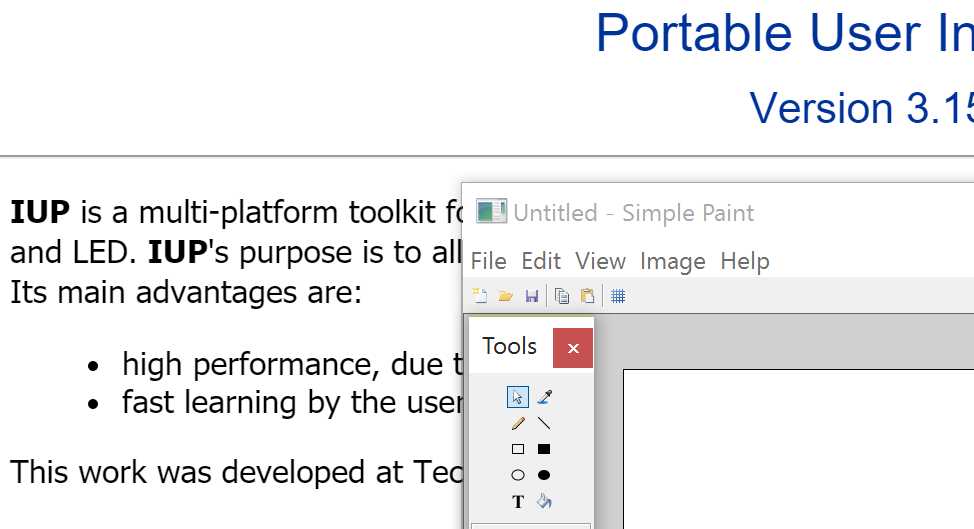 Portable User In
Version 3.15
IUP is a multi-platform toolkit fo
and LED. IUP's purpose is to all
Its main advantages are:
• high performance, due t
• fast learning by the user
This work was developed at Tec
Untitled - Simple Paint
File Edit View Image Help
Tools
T